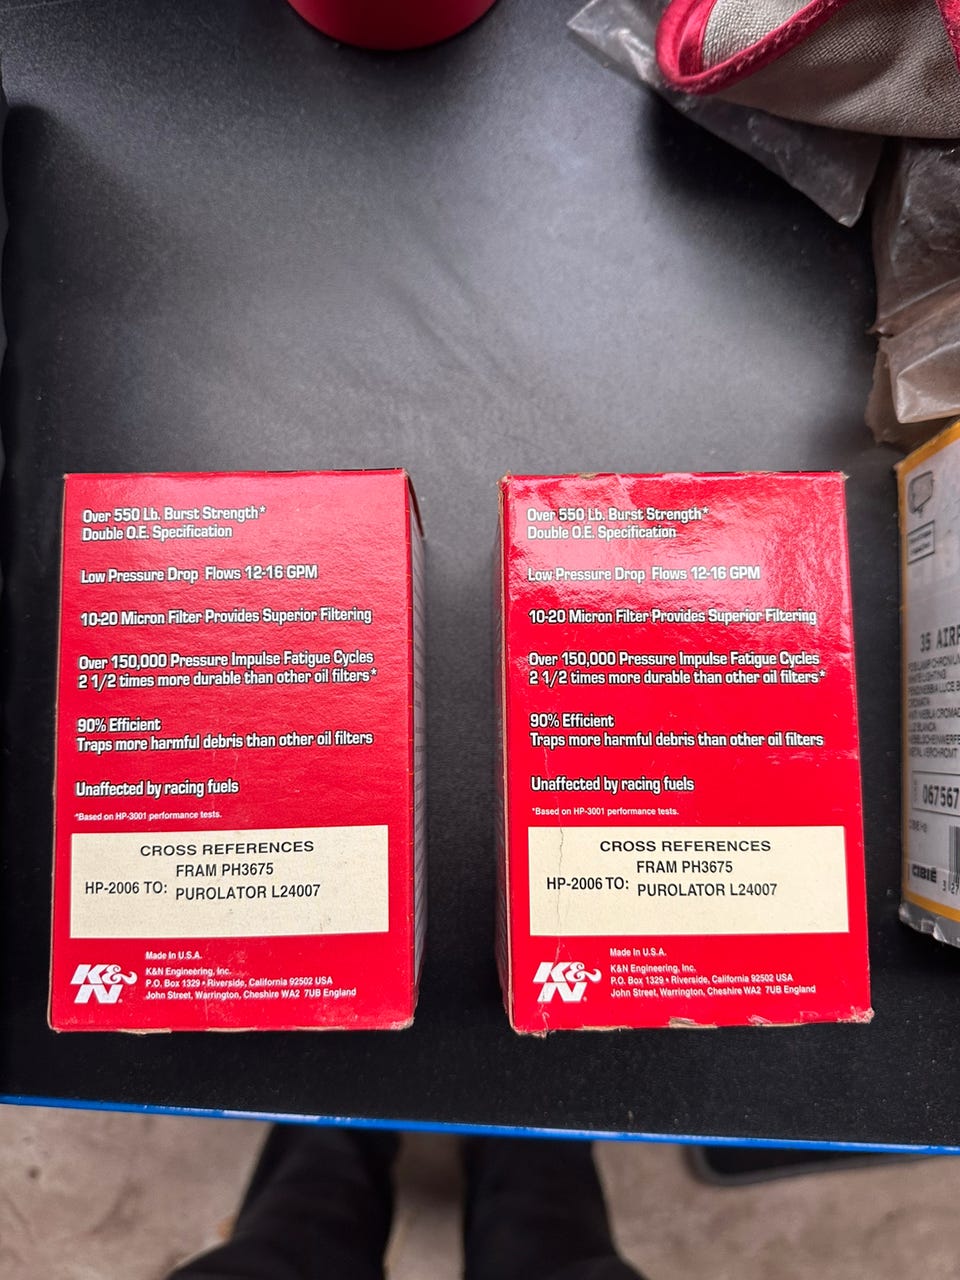 Over 550 Lb. Burst Strength*
Double O.E. Specification
Low Pressure Drop Flows 12-16 GPM
10-20 Micron Filter Provides Superior Filtering
Over 150,000 Pressure Impulse Fatigue Cycles
2 1/2 times more durable than other oil filters*
90% Efficient
Traps more harmful debris than other oil filters
Unaffected by racing fuels
*Based on HP-3001 performance tests.
CROSS REFERENCES
FRAM PH3675
HP-2006 TO:
PUROLATOR L24007
K&N
Made In U.S.A.
K&N Engineering, Inc.
P.O. Box 1329 • Riverside, California 92502 USA
John Street, Warrington, Cheshire WA2 7UB England
Over 550 Lb. Burst Strength*
Double O.E. Specification
Low Pressure Drop Flows 12-16 GPM
10-20 Micron Filter Provides Superior Filtering
Over 150,000 Pressure Impulse Fatigue Cycles
2 1/2 times more durable than other oil filters*
90% Efficient
Traps more harmful debris than other oil filters
Unaffected by racing fuels
*Based on HP-3001 performance tests.
CROSS REFERENCES
FRAM PH3675
HP-2006 TO:
PUROLATOR L24007
K&N
Made In U.S.A.
K&N Engineering, Inc.
P.O. Box 1329 • Riverside, California 92502 USA
John Street, Warrington, Cheshire WA2 7UB England
35
067567
CIBIÉ